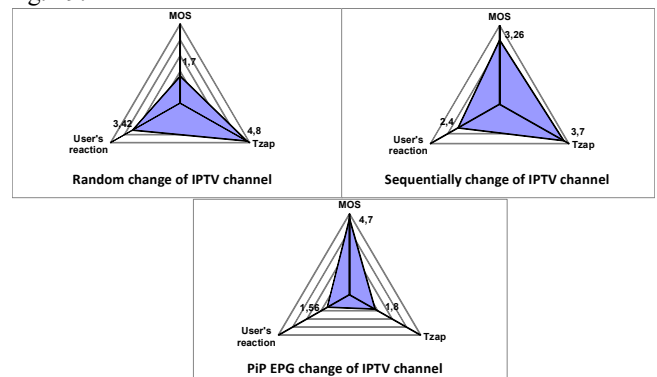 MOS
1,7
3,42
User's
reaction
4,8
Tzap
Random change of IPTV channel
MOS
3,26
2,4
User's
reaction
3,7
Tzap
Sequentially change of IPTV channel
MOS
4,7
1,56
1,8
User's
reaction
Tzap
PiP EPG change of IPTV channel